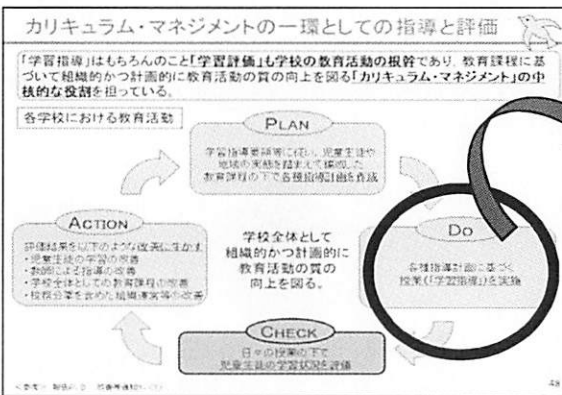 カリキュラム・マネジメントの一環としての指導と評価
「学習指導」はもちろんのこと「学習評価」も学校の教育活動の根幹であり、教育課程に基
づいて組織的かつ計画的に教育活動の質の向上を図る「カリキュラム・マネジメント」の中
核的な役割を担っている。
各学校における教育活動
PLAN
学習指導要領等に従い、児童生徒や
地域の実態を踏まえて編成した
教育課程の下で各種指導計画を作成
ACTION
評価結果を以下のような改善に生かす
・児童生徒の学習の改善
・教師による指導の改善
・学校全体としての教育課程の改善
・校務分掌を含めた組織運営等の改善
学校全体として
組織的かつ計画的に
教育活動の質の
向上を図る。
DO
各種指導計画に基づく
授業(「学習指導」)を実施
CHECK
日々の授業の下で
児童生徒の学習状況を評価
48